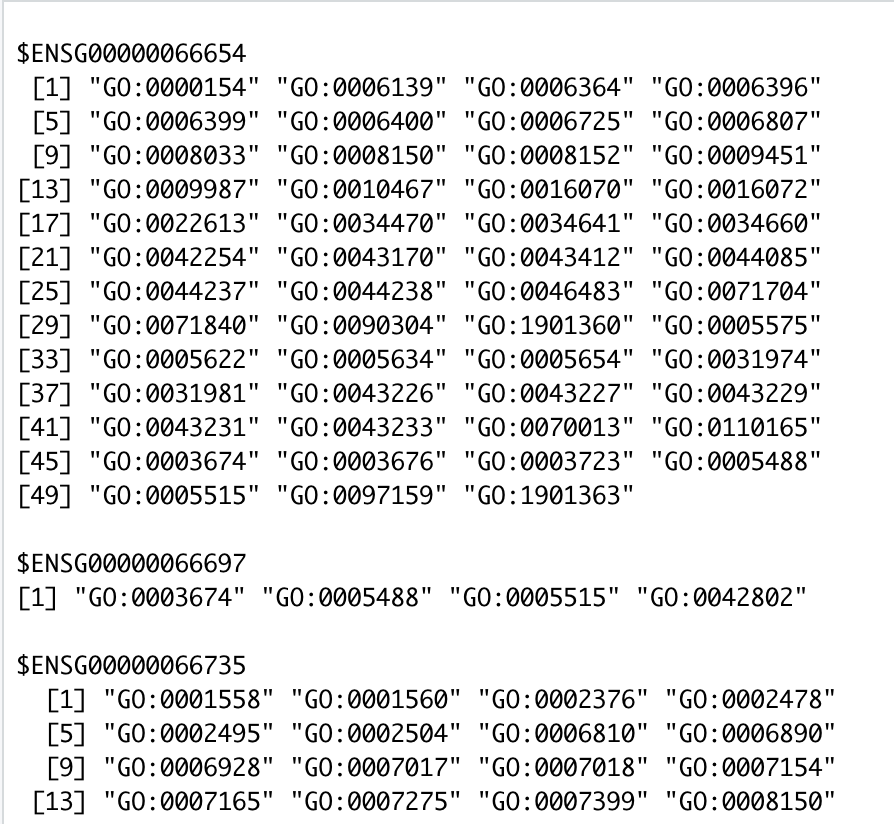 $ENSG00000066654
[1] "GO:0000154" "GO:0006139" "GO:0006364" "GO:0006396"
[5] "GO:0006399" "GO:0006400" "GO:0006725" "GO:0006807"
[9] "GO:0008033" "GO:0008150" "GO:0008152" "GO:0009451"
[13] "GO:0009987" "GO:0010467" "GO:0016070" "GO:0016072"
[17] "GO:0022613" "GO:0034470" "GO:0034641" "GO:0034660"
[21] "GO:0042254" "GO:0043170" "GO:0043412" "GO:0044085"
[25] "GO:0044237" "GO:0044238" "GO:0046483" "GO:0071704"
[29] "GO:0071840" "GO:0090304" "GO:1901360" "GO:0005575"
[33] "GO:0005622" "GO:0005634" "GO:0005654" "GO:0031974"
[37] "GO:0031981" "GO:0043226" "GO:0043227" "GO:0043229"
[41] "GO:0043231" "GO:0043233" "GO:0070013" "GO:0110165"
[45] "GO:0003674" "GO:0003676" "GO:0003723" "GO:0005488"
[49] "GO:0005515" "GO:0097159" "GO:1901363"
$ENSG00000066697
[1] "GO:0003674" "GO:0005488" "GO:0005515" "GO:0042802"
$ENSG00000066735
[1] "GO:0001558" "GO:0001560" "GO:0002376" "GO:0002478"
[5] "GO:0002495" "GO:0002504" "GO:0006810" "GO:0006890"
[9] "GO:0006928" "GO:0007017" "GO:0007018" "GO:0007154"
[13] "GO:0007165" "GO:0007275" "GO:0007399" "GO:0008150"